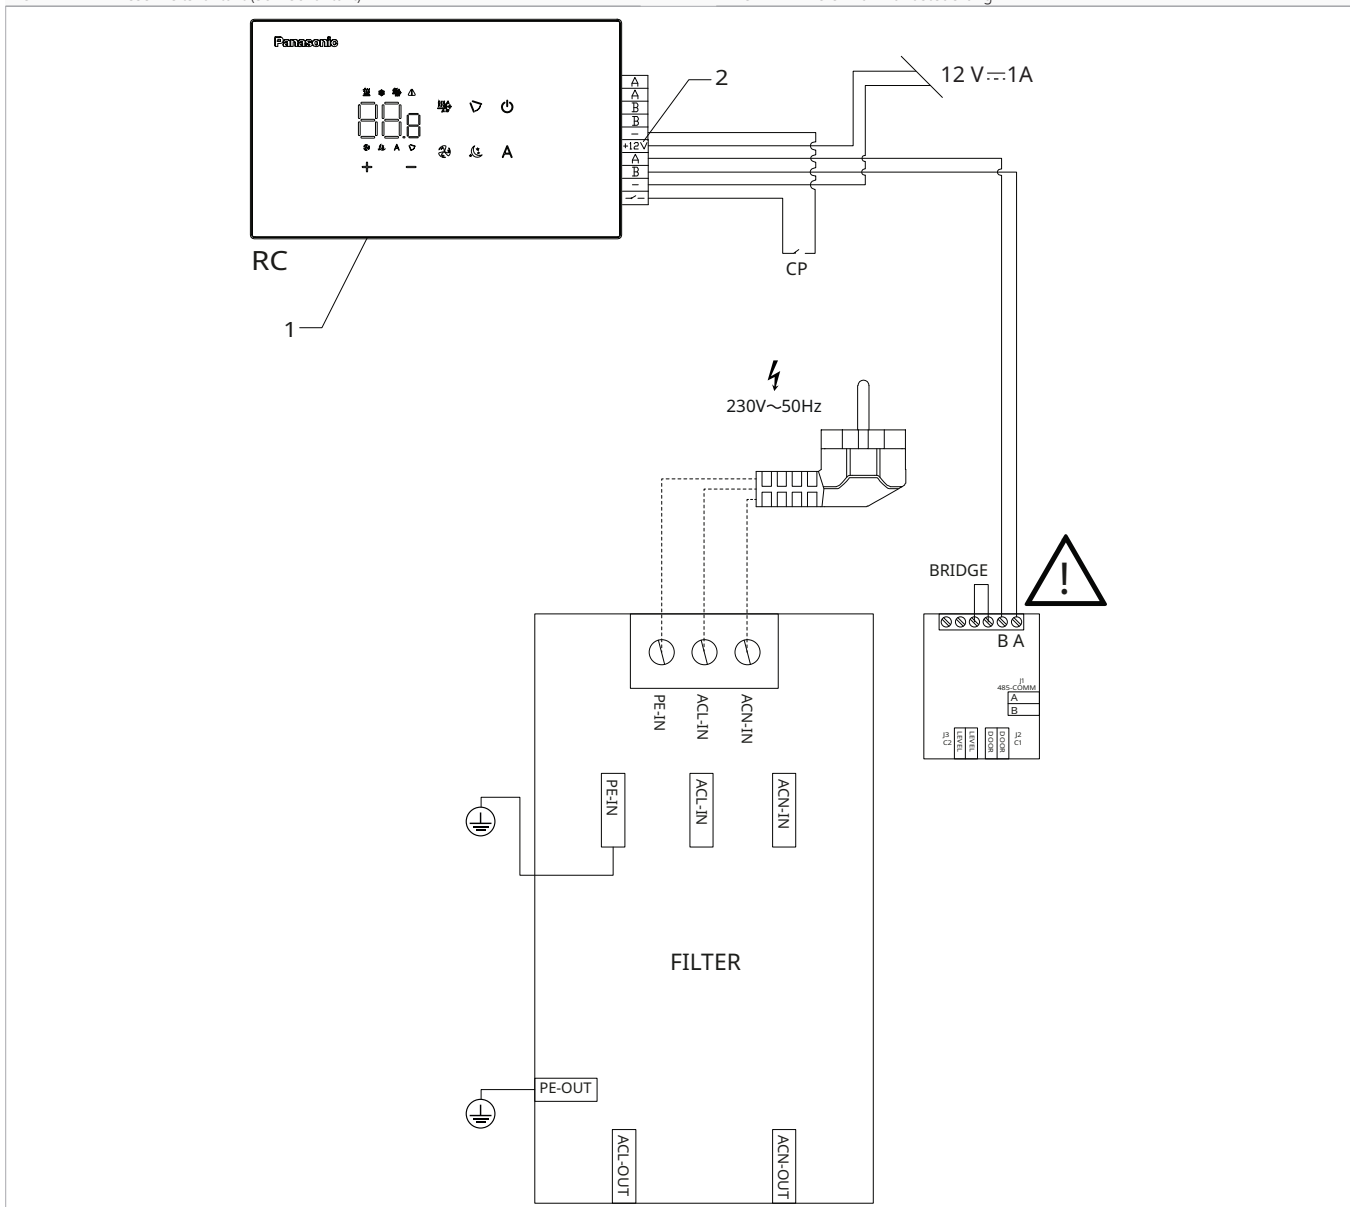 Panasonic
88.8
A
A
+ −
A
A
B
B
−
+12V
A
B
−
2
12 V⎓1A
RC
1
CP
230V~50Hz
BRIDGE
!
B A
J1
485-COMM
A
B
J3
C2
LEVEL
LEVEL
DOOR
DOOR
J2
C1
PE-IN
ACL-IN
ACN-IN
PE-IN
ACL-IN
ACN-IN
FILTER
PE-OUT
ACL-OUT
ACN-OUT